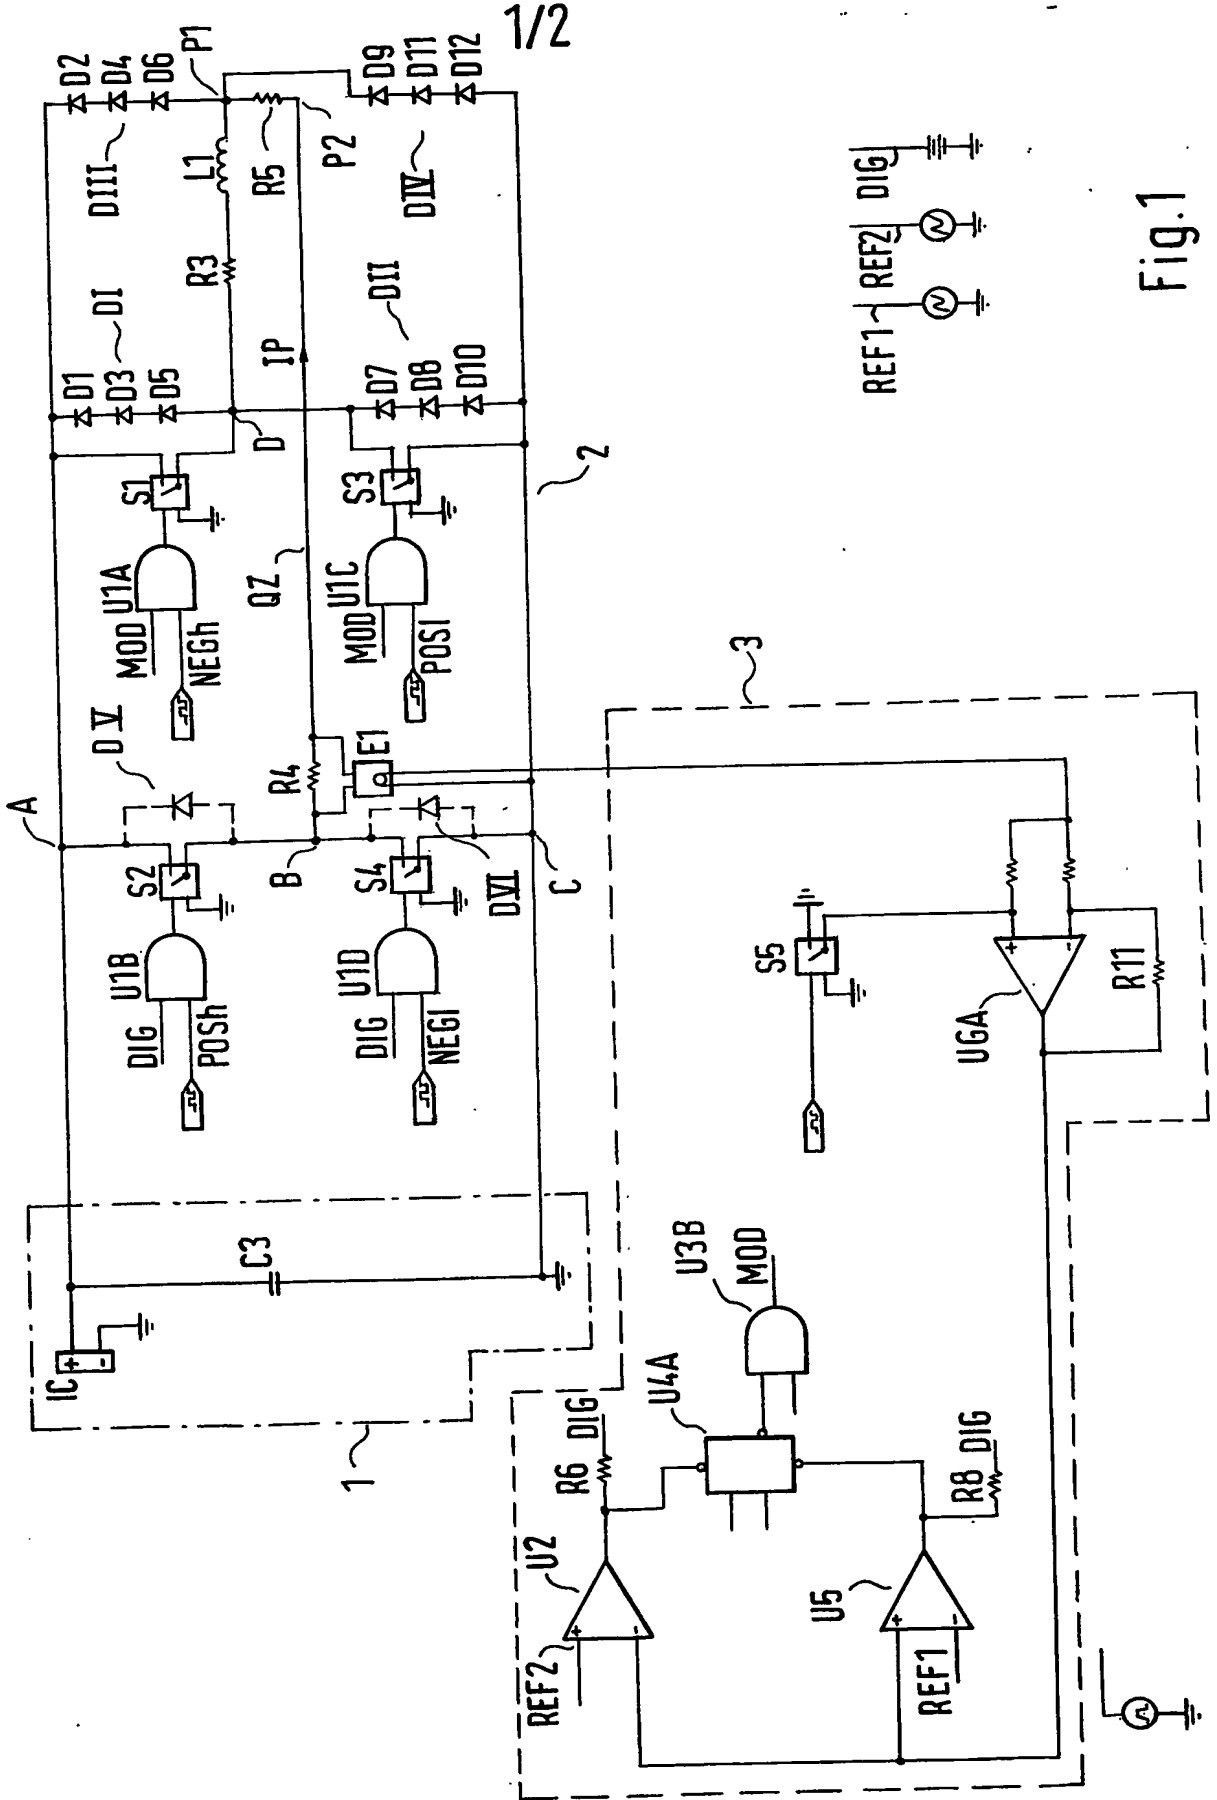 1/2
A
D V
MOD
NEGh
U1A
S1
D1
D3
D5
DI
D2
D4
D6
DIII
P1
L1
R3
R5
P2
D
IP
QZ
DIG
POSh
U1B
S2
B
R4
E1
DIG
NEGl
U1D
S4
DVI
C
MOD
POSl
U1C
S3
D7
D8
D10
DII
D9
D11
D12
DIV
2
IC
+
-
C3
1
3
S5
+
-
UGA
R11
REF2
+
-
U2
R6
DIG
U4A
U3B
MOD
REF1
+
-
U5
R8
DIG
REF1
REF2
DIG
Fig.1